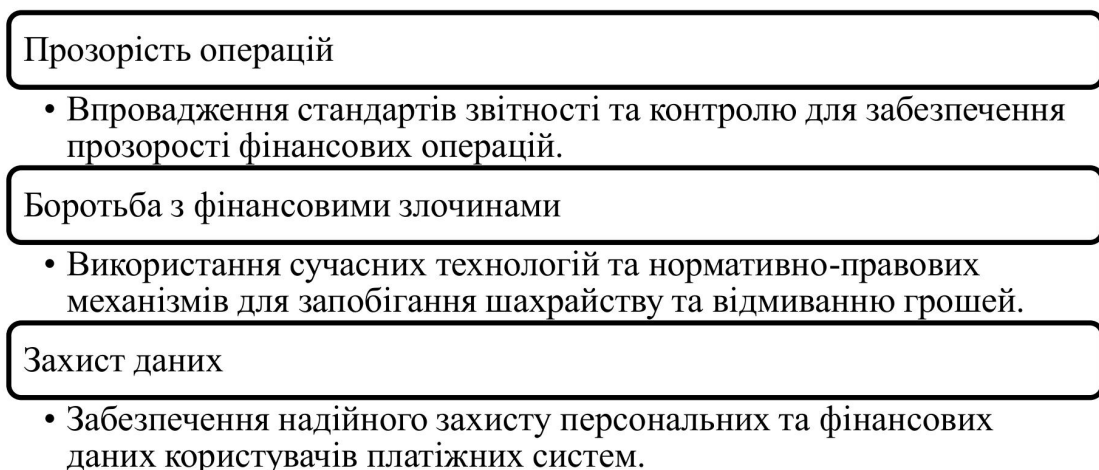 Прозорість операцій
• Впровадження стандартів звітності та контролю для забезпечення
прозорості фінансових операцій.
Боротьба з фінансовими злочинами
• Використання сучасних технологій та нормативно-правових
механізмів для запобігання шахрайству та відмиванню грошей.
Захист даних
• Забезпечення надійного захисту персональних та фінансових
даних користувачів платіжних систем.